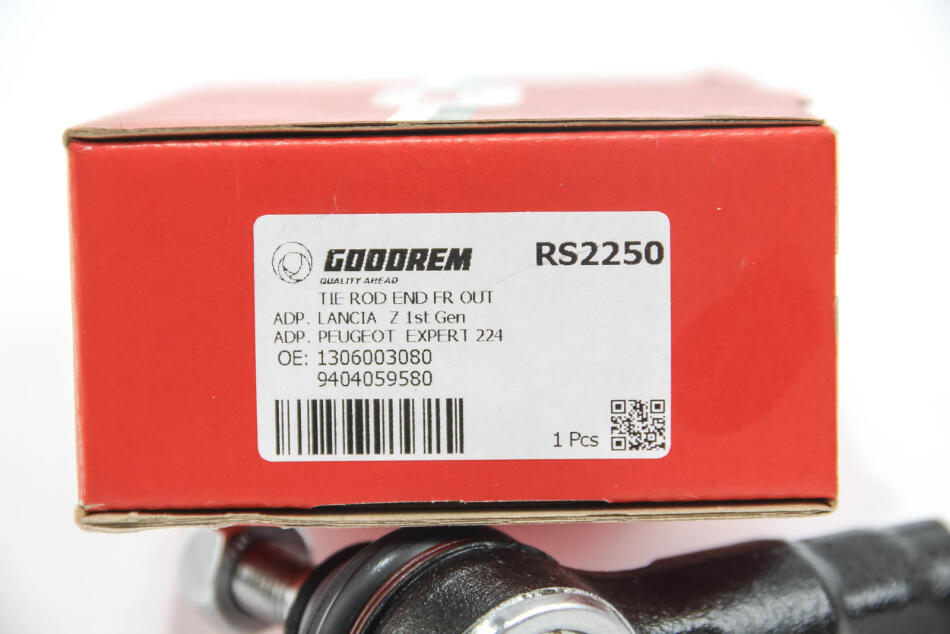 GOODREM
QUALITY AHEAD
RS2250
TIE ROD END FR OUT
ADP. LANCIA Z 1st Gen
ADP. PEUGEOT EXPERT 224
OE: 1306003080
9404059580
1 Pcs